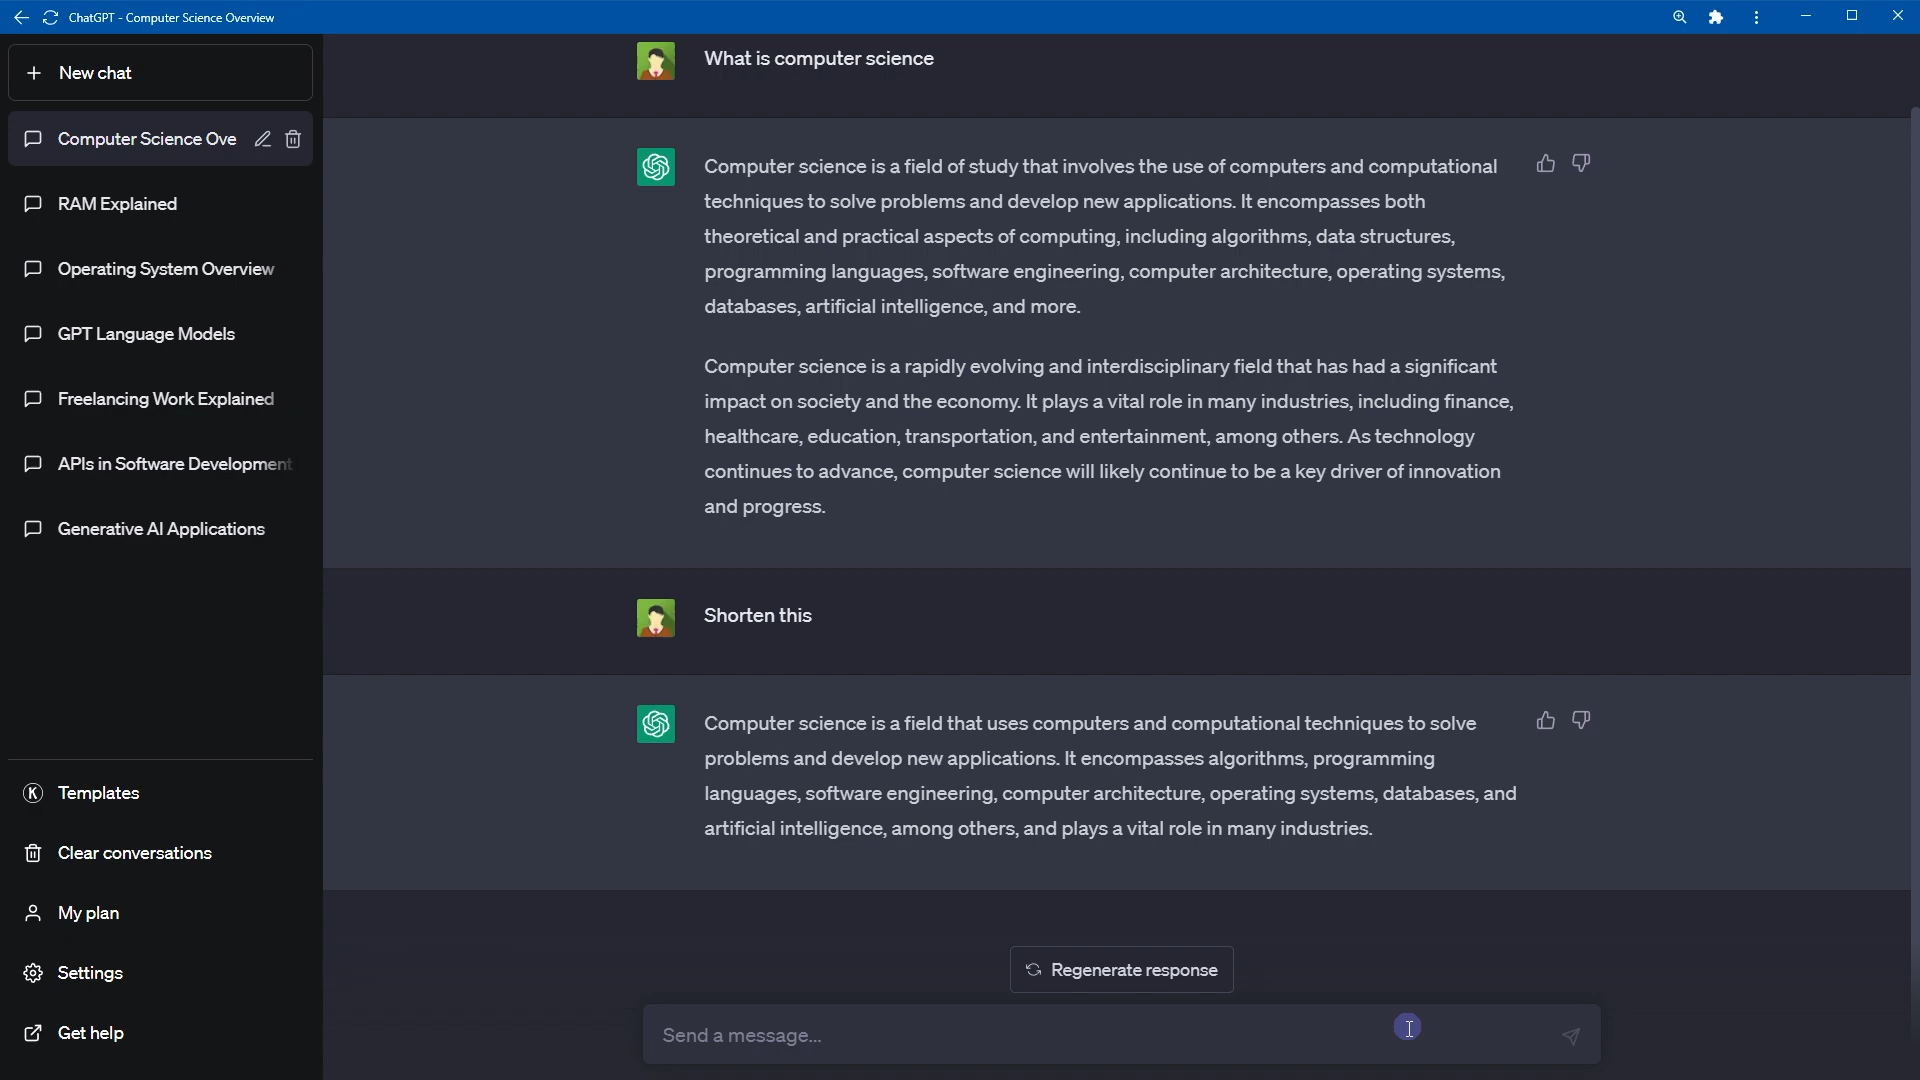 ChatGPT - Computer Science Overview
New chat
Computer Science Ove
RAM Explained
Operating System Overview
GPT Language Models
Freelancing Work Explained
APIs in Software Development
Generative AI Applications
Templates
Clear conversations
My plan
Settings
Get help
What is computer science
Computer science is a field of study that involves the use of computers and computational
techniques to solve problems and develop new applications. It encompasses both
theoretical and practical aspects of computing, including algorithms, data structures,
programming languages, software engineering, computer architecture, operating systems,
databases, artificial intelligence, and more.
Computer science is a rapidly evolving and interdisciplinary field that has had a significant
impact on society and the economy. It plays a vital role in many industries, including finance,
healthcare, education, transportation, and entertainment, among others. As technology
continues to advance, computer science will likely continue to be a key driver of innovation
and progress.
Shorten this
Computer science is a field that uses computers and computational techniques to solve
problems and develop new applications. It encompasses algorithms, programming
languages, software engineering, computer architecture, operating systems, databases, and
artificial intelligence, among others, and plays a vital role in many industries.
Regenerate response
Send a message...